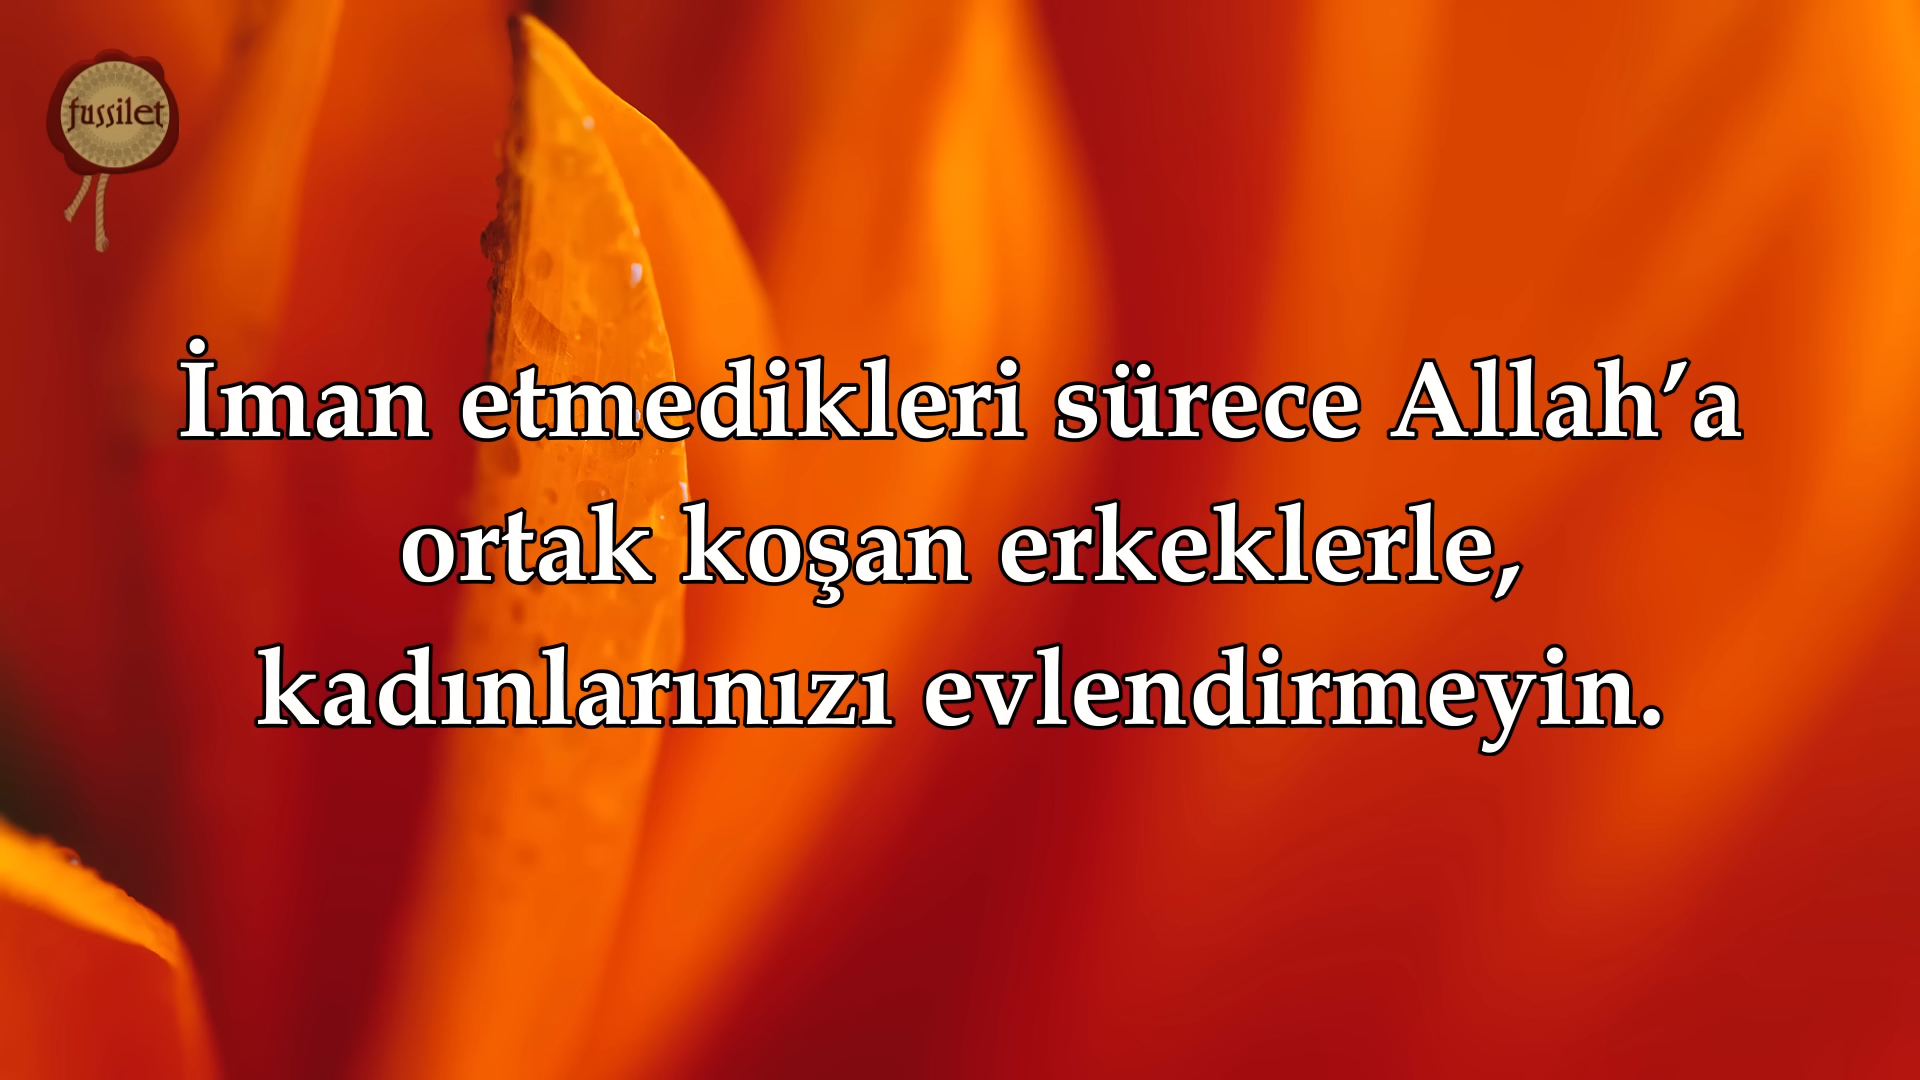 fussilet
İman etmedikleri sürece Allah’a
ortak koşan erkeklerle,
kadınlarınızı evlendirmeyin.